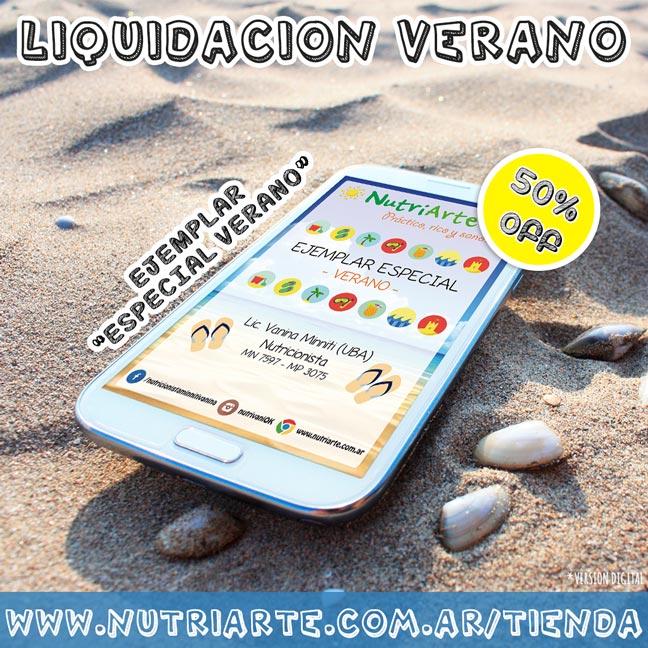 LIQUIDACION VERANO
50%
OFF
EJEMPLAR
"ESPECIAL VERANO"
NutriArte
(Práctico, rico y sano)
EJEMPLAR ESPECIAL
- VERANO -
Lic. Vanina Minniti (UBA)
Nutricionista
MN 7597 - MP 3075
/nutricionistaminnitivanina
nutrivaniOK
www.nutriarte.com.ar
*VERSION DIGITAL
WWW.NUTRIARTE.COM.AR/TIENDA